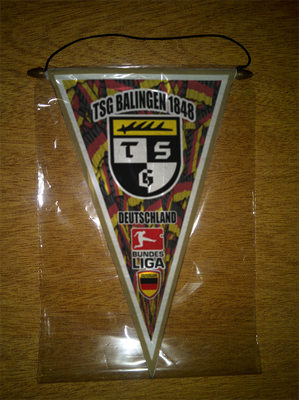 TSG BALINGEN 1848
T S
G
DEUTSCHLAND
BUNDES
LIGA